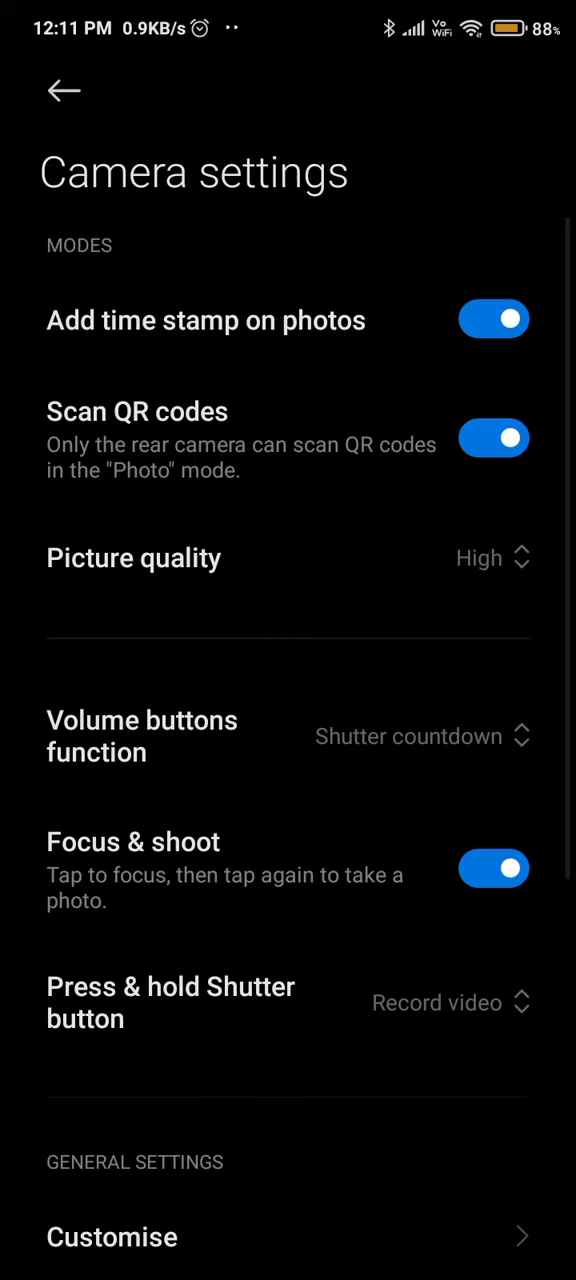 12:11 PM 0.9KB/s ·· Vo WiFi 88%
Camera settings
MODES
Add time stamp on photos
Scan QR codes
Only the rear camera can scan QR codes
in the "Photo" mode.
Picture quality High
Volume buttons
function
Shutter countdown
Focus & shoot
Tap to focus, then tap again to take a
photo.
Press & hold Shutter
button
Record video
GENERAL SETTINGS
Customise